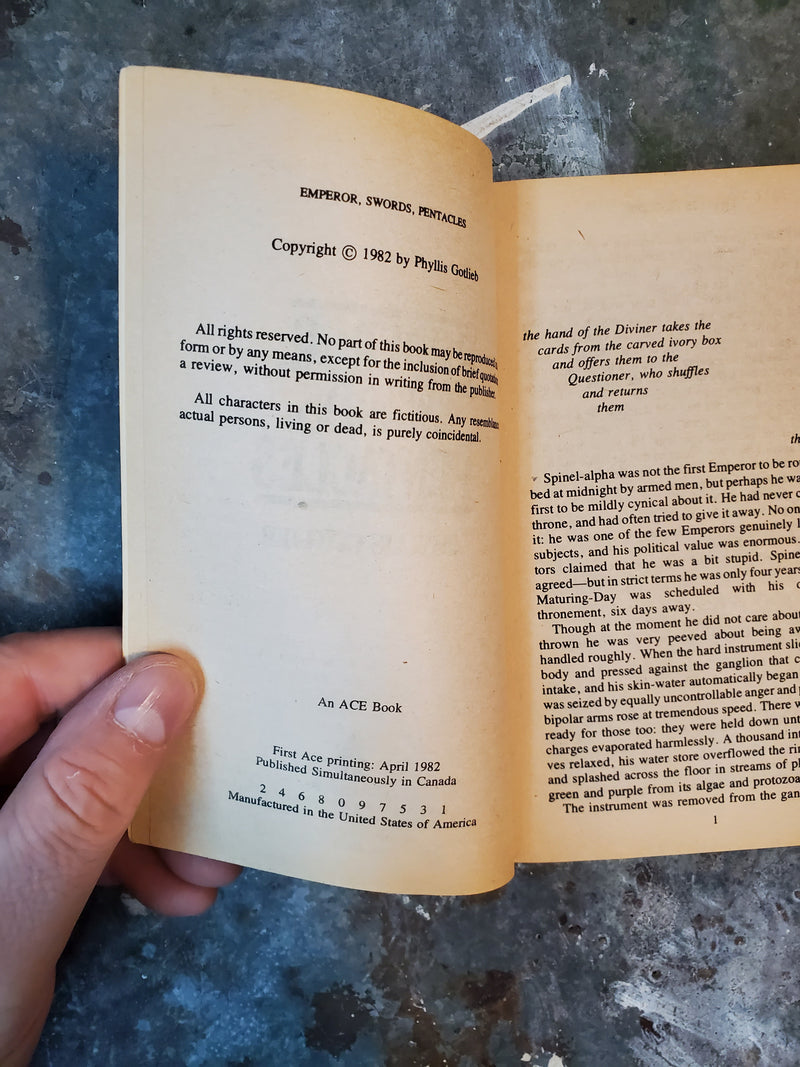 EMPEROR, SWORDS, PENTACLES
Copyright © 1982 by Phyllis Gotlieb
All rights reserved. No part of this book may be reproduced
form or by any means, except for the inclusion of brief
a review, without permission in writing from the publisher.
All characters in this book are fictitious. Any
actual persons, living or dead, is purely coincidental.
An ACE Book
First Ace printing: April 1982
Published Simultaneously in Canada
2 4 6 8 0 9 7 5 3 1
Manufactured in the United States of America
the hand of the Diviner takes the
cards from the carved ivory box
and offers them to the
Questioner, who shuffles
and returns
them
Spinel-alpha was not the first Emperor to be
bed at midnight by armed men, but perhaps he
first to be mildly cynical about it. He had never
throne, and had often tried to give it away. No
it: he was one of the few Emperors genuinely
subjects, and his political value was enormous.
tors claimed that he was a bit stupid.
agreed—but in strict terms he was only four years
Maturing-Day was scheduled with his
thronement, six days away.
Though at the moment he did not care about
thrown he was very peeved about being
handled roughly. When the hard instrument
body and pressed against the ganglion that
intake, and his skin-water automatically began
was seized by equally uncontrollable anger and
bipolar arms rose at tremendous speed. There
ready for those too: they were held down
charges evaporated harmlessly. A thousand
ves relaxed, his water store overflowed the
and splashed across the floor in streams of
green and purple from its algae and
The instrument was removed from the
1